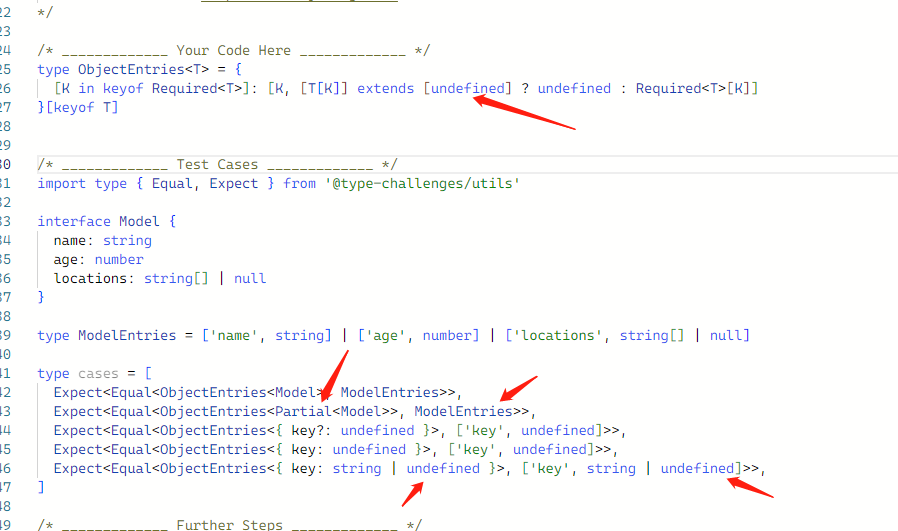 22 */
23
24 /* _____________ Your Code Here _____________ */
25 type ObjectEntries<T> = {
26   [K in keyof Required<T>]: [K, [T[K]] extends [undefined] ? undefined : Required<T>[K]]
27 }[keyof T]
28
29
30 /* _____________ Test Cases _____________ */
31 import type { Equal, Expect } from '@type-challenges/utils'
32
33 interface Model {
34   name: string
35   age: number
36   locations: string[] | null
37 }
38
39 type ModelEntries = ['name', string] | ['age', number] | ['locations', string[] | null]
40
41 type cases = [
42   Expect<Equal<ObjectEntries<Model>, ModelEntries>>,
43   Expect<Equal<ObjectEntries<Partial<Model>>, ModelEntries>>,
44   Expect<Equal<ObjectEntries<{ key?: undefined }>, ['key', undefined]>>,
45   Expect<Equal<ObjectEntries<{ key: undefined }>, ['key', undefined]>>,
46   Expect<Equal<ObjectEntries<{ key: string | undefined }>, ['key', string | undefined]>>,
47 ]
48
49 /* _____________ Further Steps _____________ */